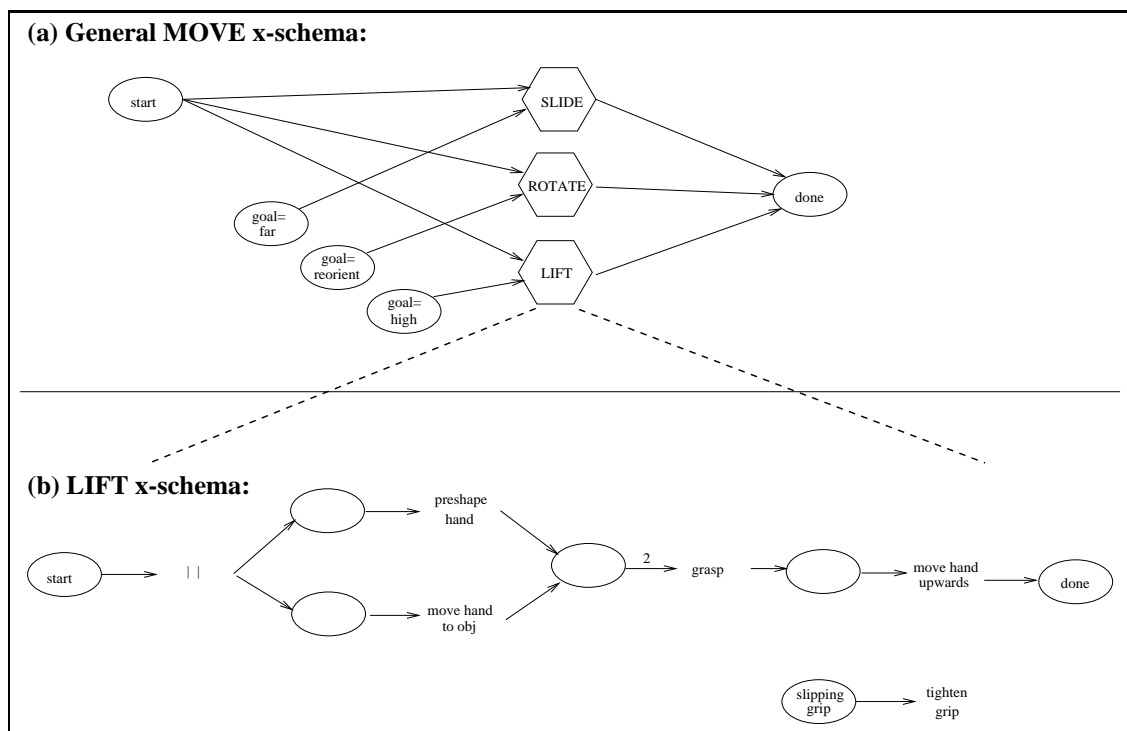 (a) General MOVE x-schema:
start
SLIDE
ROTATE
done
goal=
far
goal=
reorient
LIFT
goal=
high
(b) LIFT x-schema:
preshape
hand
start
| |
2
grasp
move hand
upwards
done
move hand
to obj
slipping
grip
tighten
grip